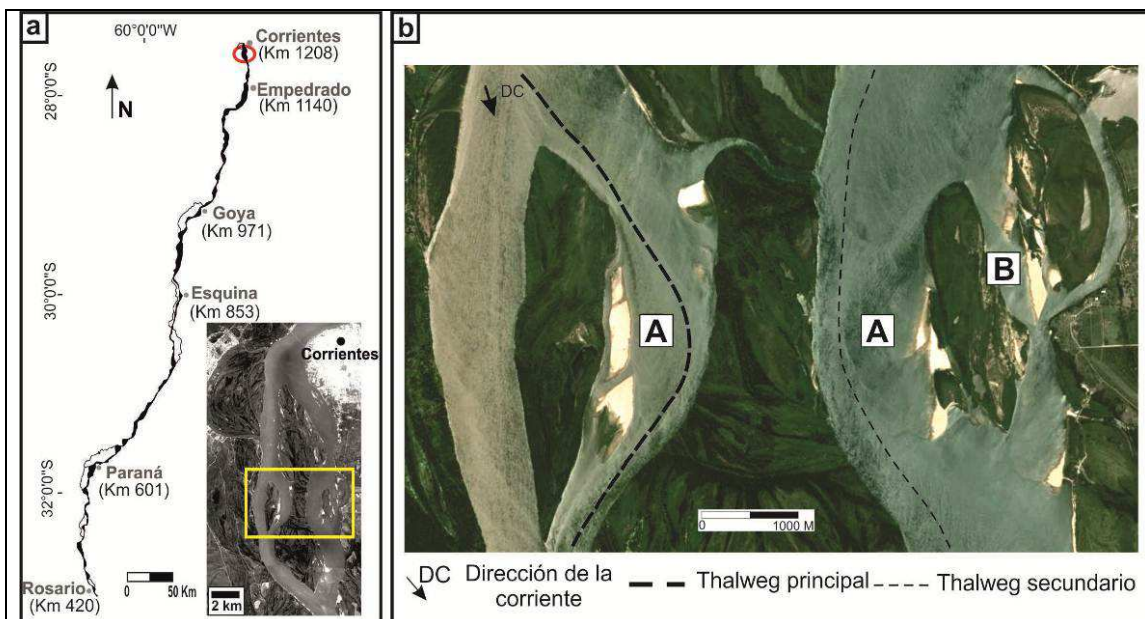 a
60°0'0"W
Corrientes
(Km 1208)
28°0'0"S
Empedrado
(Km 1140)
N
Goya
(Km 971)
30°0'0"S
Esquina
(Km 853)
Corrientes
32°0'0"S
Paraná
(Km 601)
Rosario
(Km 420)
0 50 Km
2 km
b
DC
A
A
B
0 1000 M
DC Dirección de la corriente
Thalweg principal
Thalweg secundario